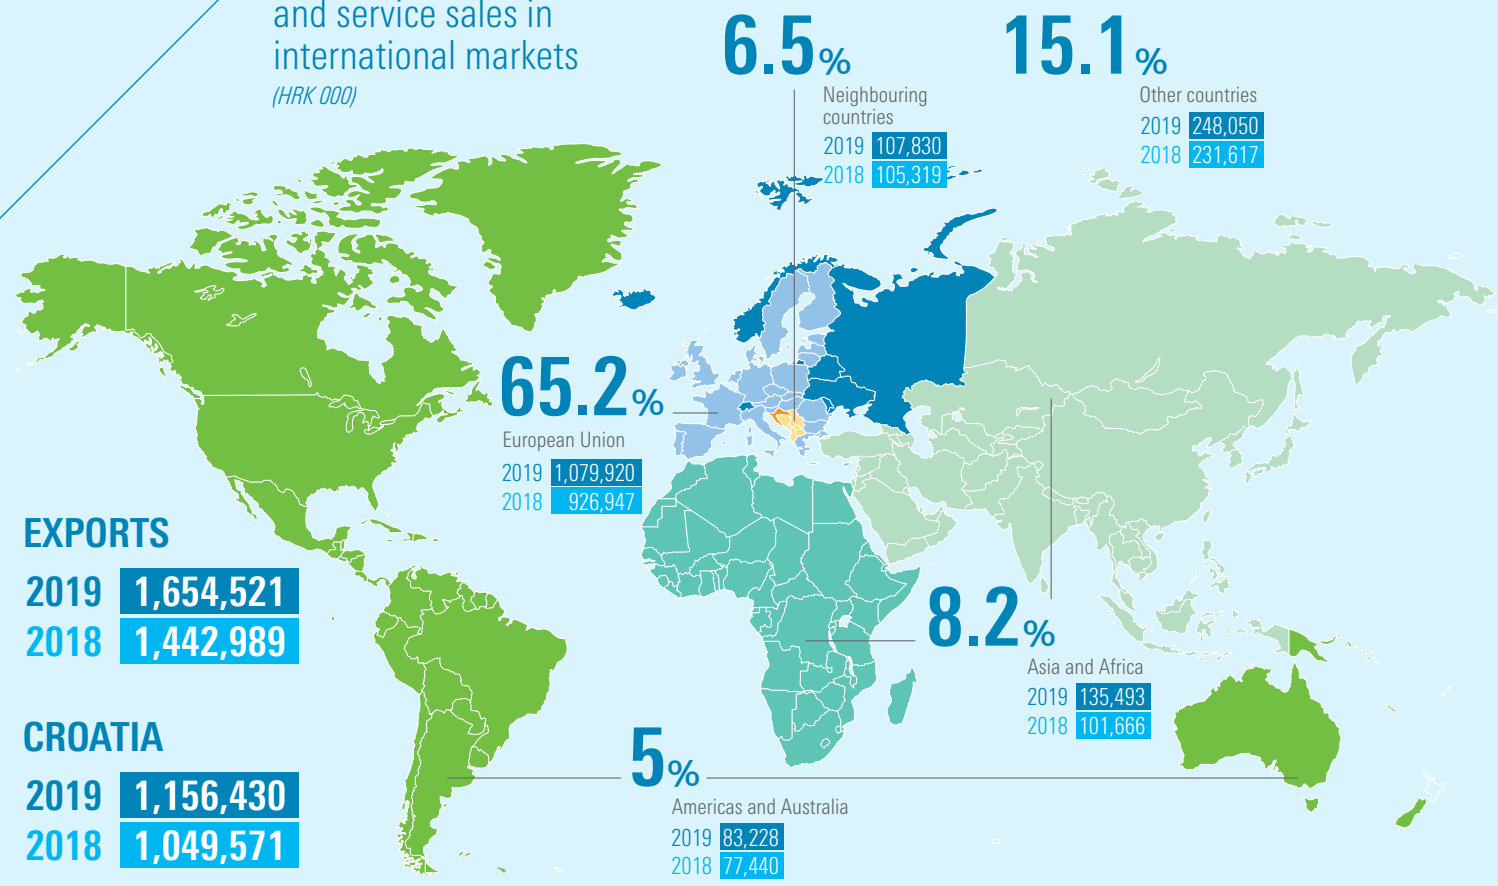 and service sales in
international markets
(HRK 000)
6.5%
Neighbouring
countries
2019 107,830
2018 105,319
15.1%
Other countries
2019 248,050
2018 231,617
65.2%
European Union
2019 1,079,920
2018 926,947
EXPORTS
2019 1,654,521
2018 1,442,989
8.2%
Asia and Africa
2019 135,493
2018 101,666
CROATIA
2019 1,156,430
2018 1,049,571
5%
Americas and Australia
2019 83,228
2018 77,440